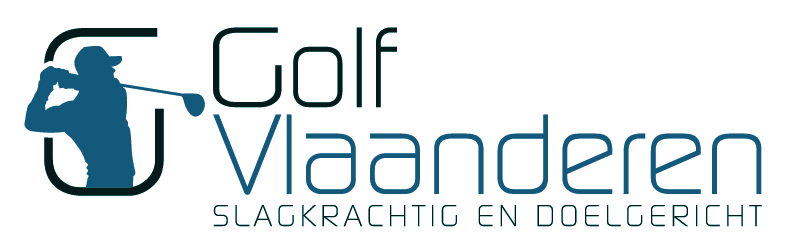 Golf
Vlaanderen
SLAGKRACHTIG EN DOELGERICHT